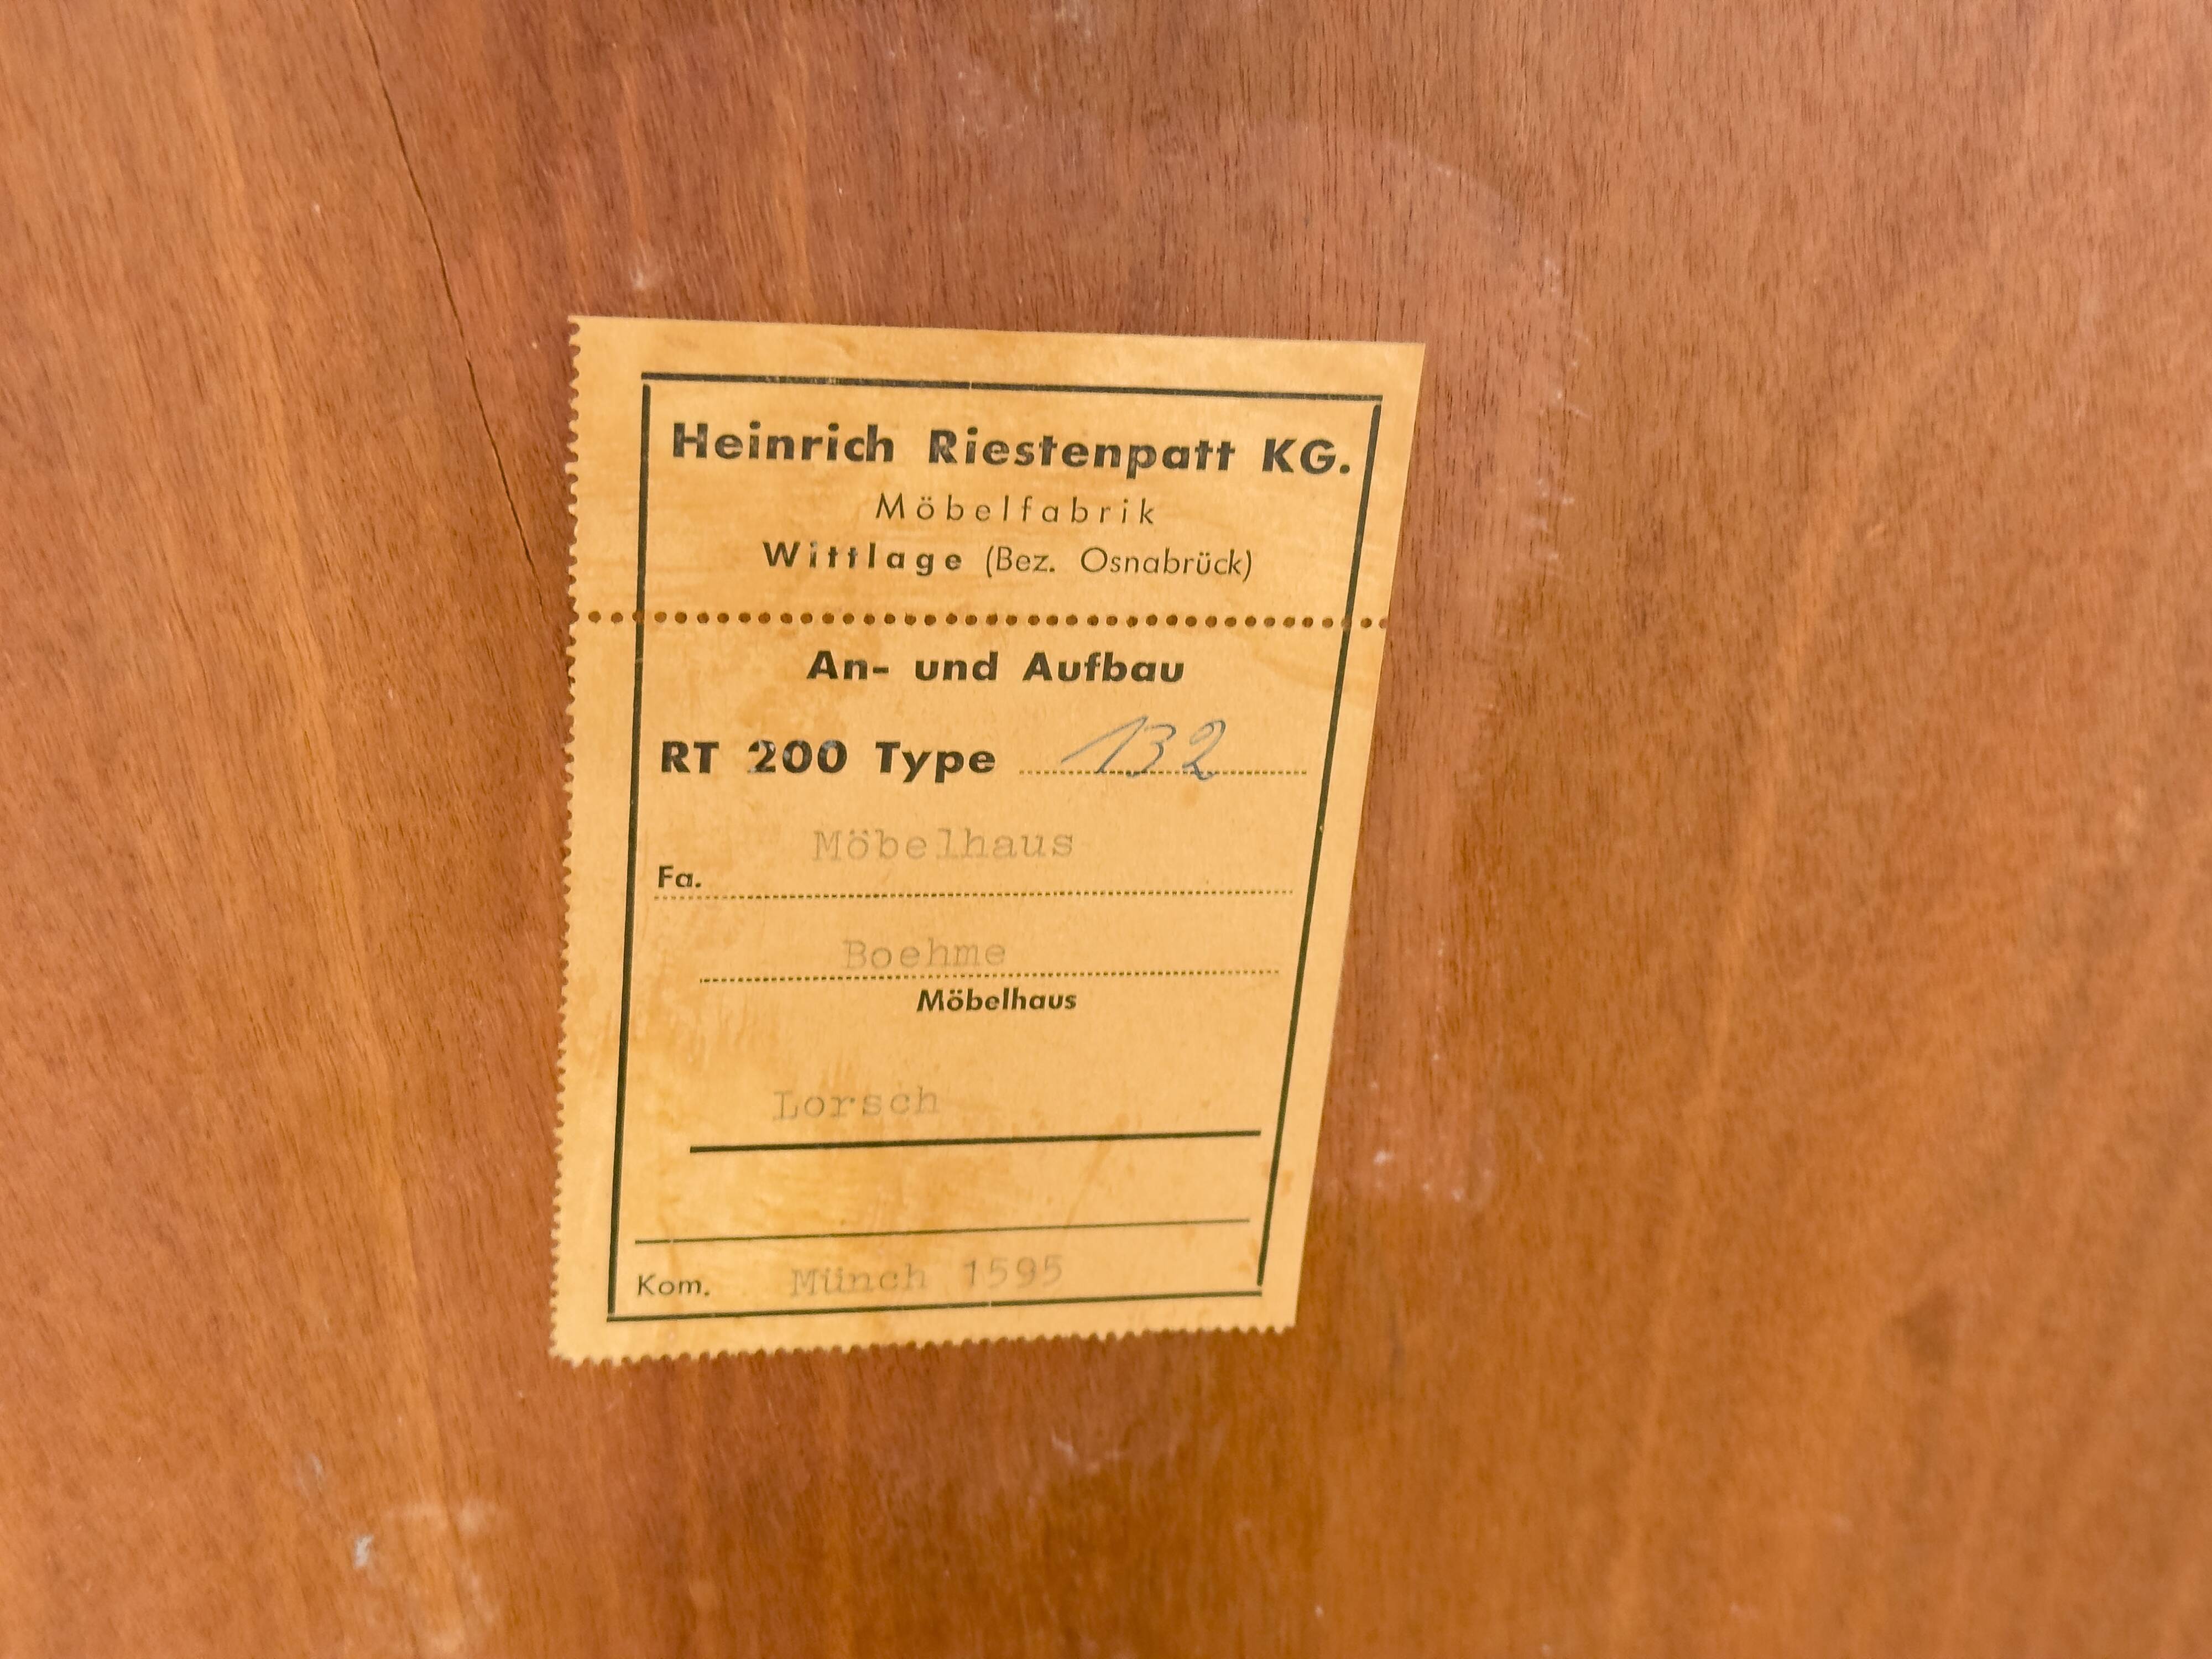 Heinrich Riestenpatt KG.
Möbelfabrik
Wittlage (Bez. Osnabrück)
An- und Aufbau
RT 200 Type 132
Möbelhaus
Fa.
Boehme
Möbelhaus
Lorsch
Kom. Münch 1595